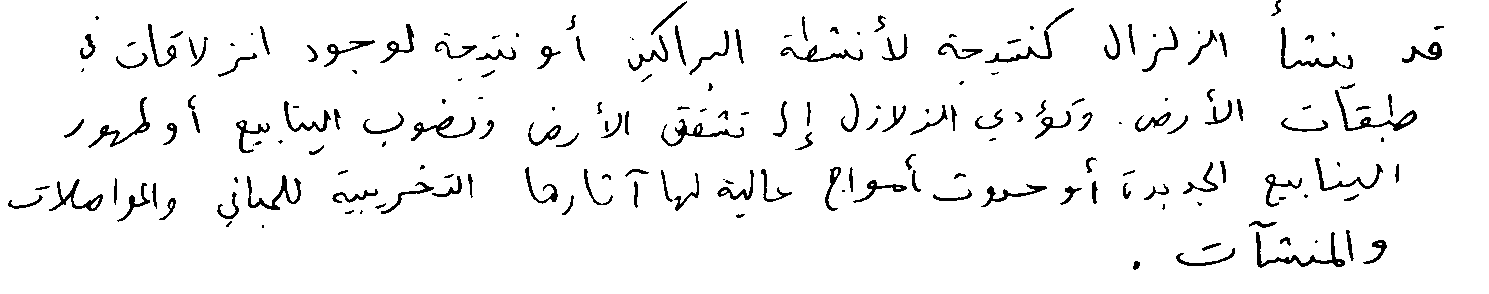 قد ينشأ الزلزال كنتيجة لأنشطة البراكين أو نتيجة لوجود انزلاقات في
طبقات الأرض. وتؤدي الزلازل إلى تشقق الأرض ونضوب الينابيع أو ظهور
الينابيع الجديدة أو حدوث أمواج عالية لها آثارها التخريبية للمباني والمواصلات
والمنشآت .